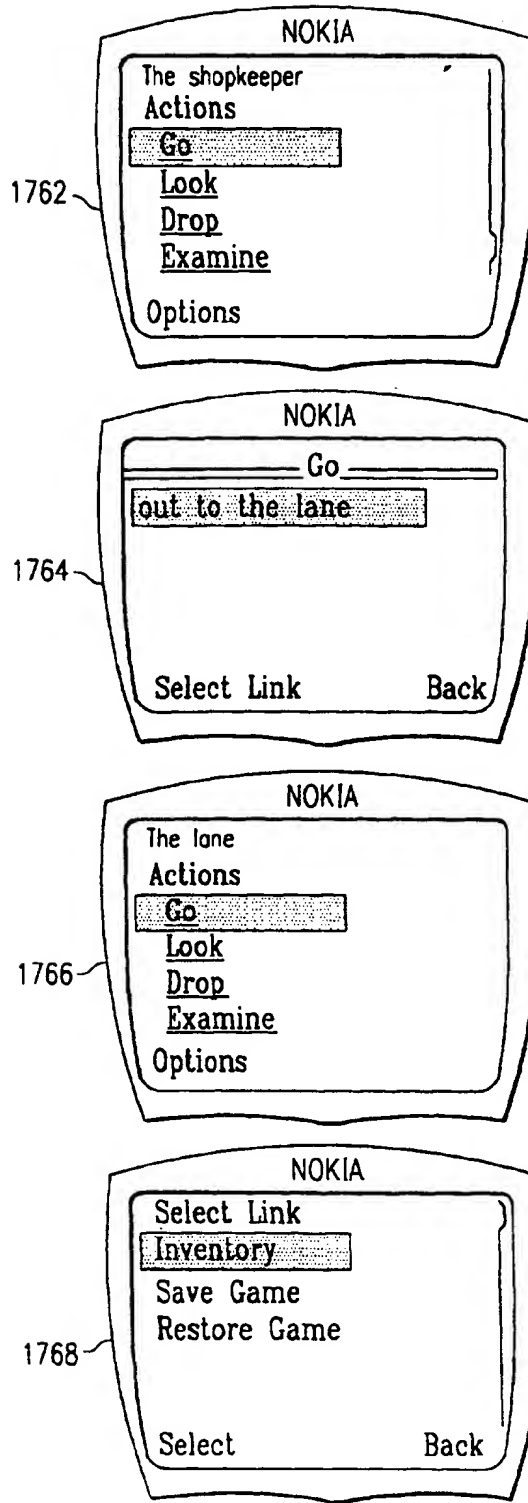 NOKIA
The shopkeeper
Actions
Go
Look
Drop
Examine
Options
1762
NOKIA
Go
out to the lane
Select Link Back
1764
NOKIA
The lane
Actions
Go
Look
Drop
Examine
Options
1766
NOKIA
Select Link
Inventory
Save Game
Restore Game
Select Back
1768